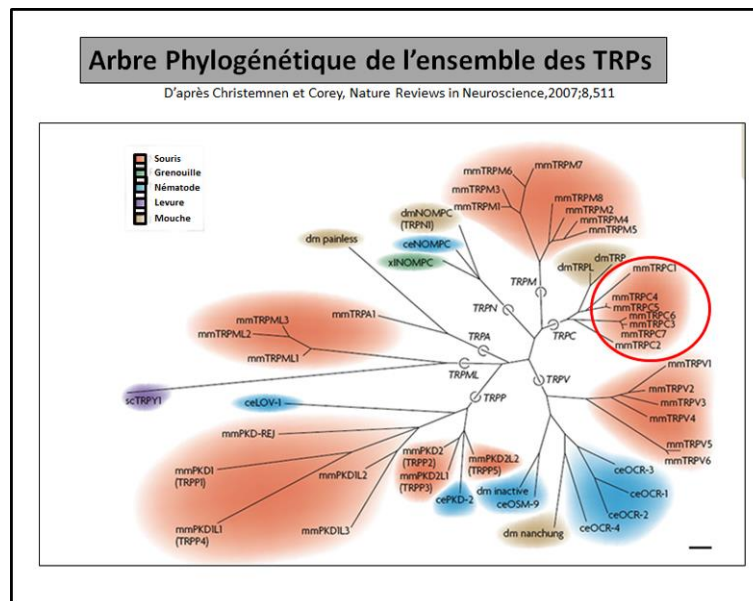 Arbre Phylogénétique de l'ensemble des TRPs
D'après Christemnen et Corey, Nature Reviews in Neuroscience,2007;8,511
Souris
Grenouille
Nématode
Levure
Mouche
mmTRPM6
mmTRPM7
mmTRPM3
mmTRPM1
mmTRPM8
mmTRPM2
mmTRPM4
mmTRPM5
dmNOMPC
(TRPN1)
ceNOMPC
xlNOMPC
dm painless
dmTRP
dmTRPL
mmTRPC1
mmTRPC4
mmTRPC5
mmTRPC6
mmTRPC3
mmTRPC7
mmTRPC2
TRPM
TRPN
TRPC
TRPA
TRPML
TRPP
TRPV
mmTRPA1
mmTRPML3
mmTRPML2
mmTRPML1
scTRPY1
ceLOV-1
mmTRPV1
mmTRPV2
mmTRPV3
mmTRPV4
mmTRPV5
mmTRPV6
mmPKD-REJ
mmPKD1
(TRPP1)
mmPKD1L2
mmPKD1L1
(TRPP4)
mmPKD1L3
mmPKD2
(TRPP2)
mmPKD2L1
(TRPP3)
mmPKD2L2
(TRPP5)
cePKD-2
dm inactive
ceOSM-9
dm nanchung
ceOCR-3
ceOCR-1
ceOCR-2
ceOCR-4